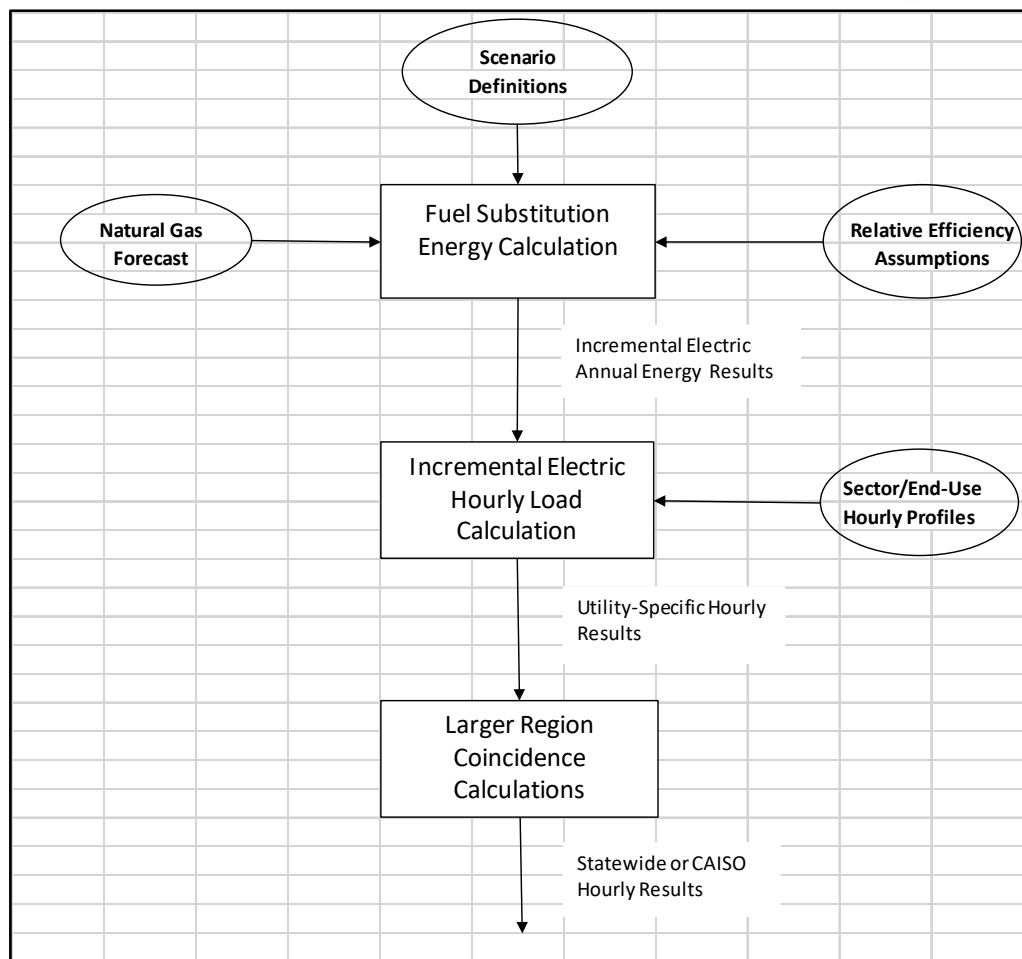 Scenario
Definitions
Fuel Substitution
Energy Calculation
Natural Gas
Forecast
Relative Efficiency
Assumptions
Incremental Electric
Annual Energy Results
Incremental Electric
Hourly Load
Calculation
Sector/End-Use
Hourly Profiles
Utility-Specific Hourly
Results
Larger Region
Coincidence
Calculations
Statewide or CAISO
Hourly Results